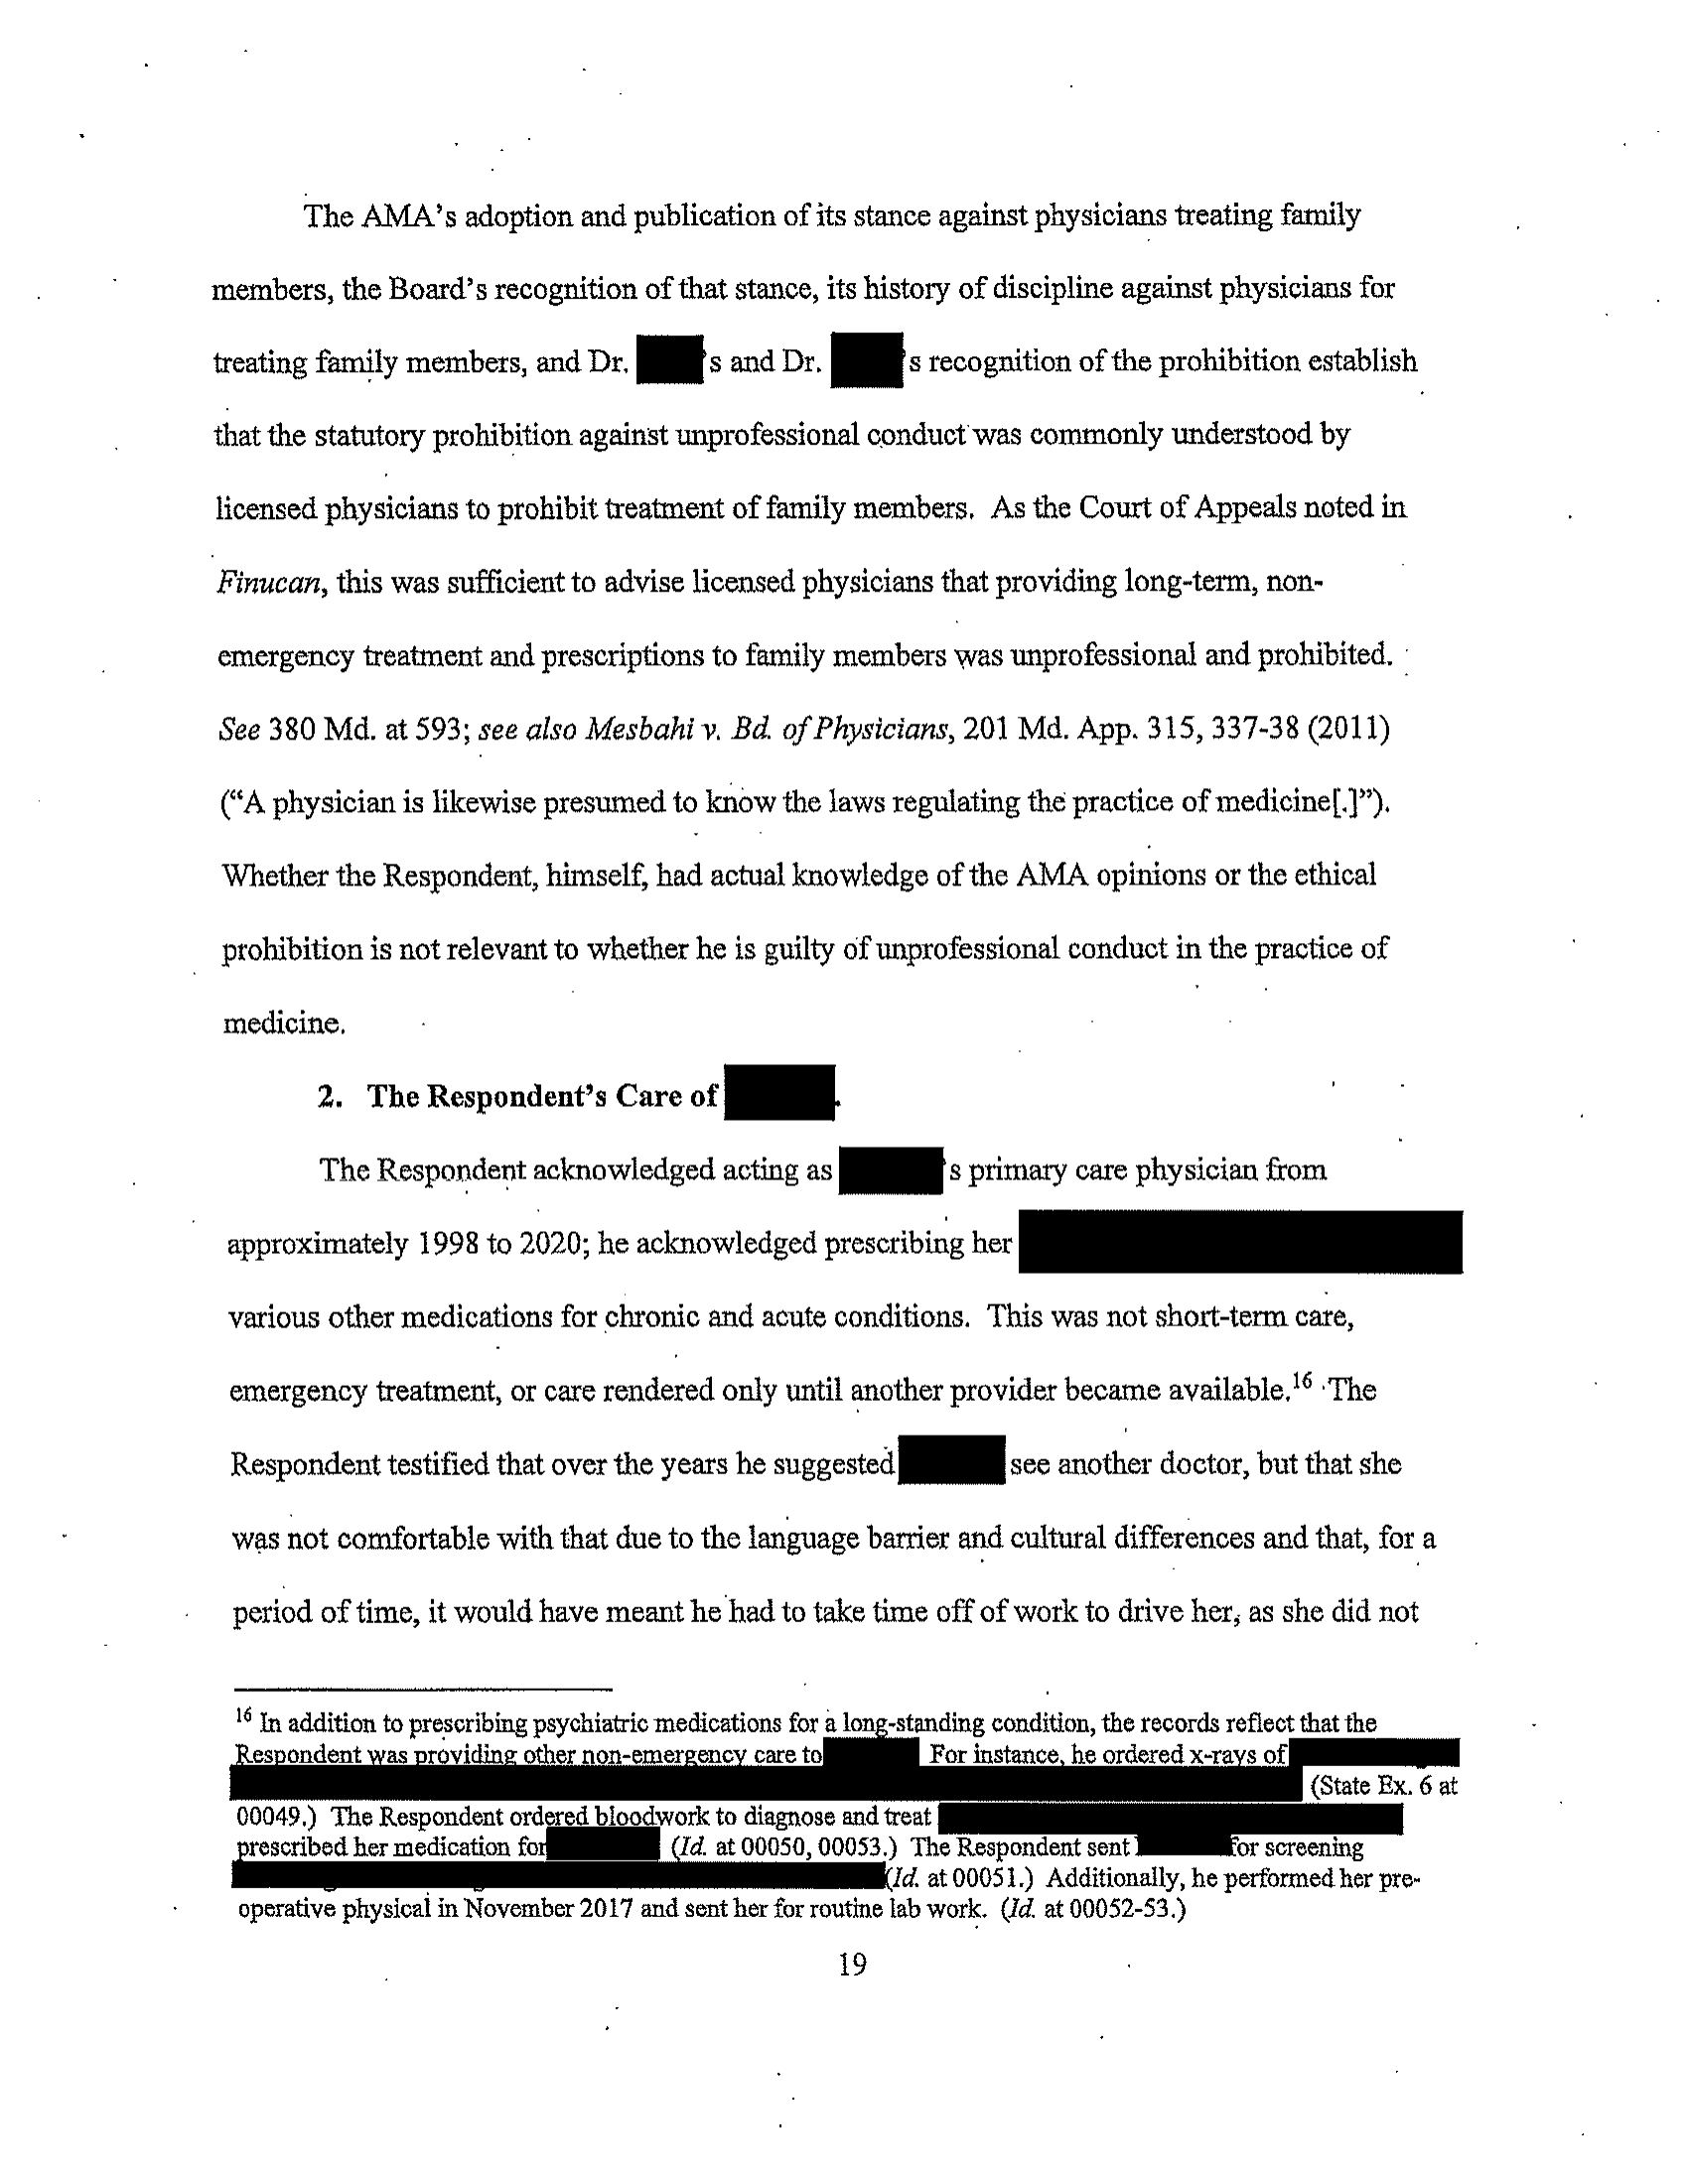 The AMA's adoption and publication of its stance against physicians treating family
members, the Board's recognition of that stance, its history of discipline against physicians for
treating family members, and Dr. 's and Dr. 's recognition of the prohibition establish
that the statutory prohibition against unprofessional conduct was commonly understood by
licensed physicians to prohibit treatment of family members. As the Court of Appeals noted in
Finucan, this was sufficient to advise licensed physicians that providing long-term, non-
emergency treatment and prescriptions to family members was unprofessional and prohibited.
See 380 Md. at 593; see also Mesbahi v. Bd. of Physicians, 201 Md. App. 315, 337-38 (2011)
("A physician is likewise presumed to know the laws regulating the practice of medicine[.]").
Whether the Respondent, himself, had actual knowledge of the AMA opinions or the ethical
prohibition is not relevant to whether he is guilty of unprofessional conduct in the practice of
medicine.
2. The Respondent's Care of .
The Respondent acknowledged acting as 's primary care physician from
approximately 1998 to 2020; he acknowledged prescribing her
various other medications for chronic and acute conditions. This was not short-term care,
emergency treatment, or care rendered only until another provider became available.16 The
Respondent testified that over the years he suggested see another doctor, but that she
was not comfortable with that due to the language barrier and cultural differences and that, for a
period of time, it would have meant he had to take time off of work to drive her, as she did not
16 In addition to prescribing psychiatric medications for a long-standing condition, the records reflect that the
Respondent was providing other non-emergency care to For instance, he ordered x-rays of
(State Ex. 6 at
00049.) The Respondent ordered bloodwork to diagnose and treat
prescribed her medication for (Id. at 00050, 00053.) The Respondent sent for screening
(Id. at 00051.) Additionally, he performed her pre-
operative physical in November 2017 and sent her for routine lab work. (Id. at 00052-53.)
19